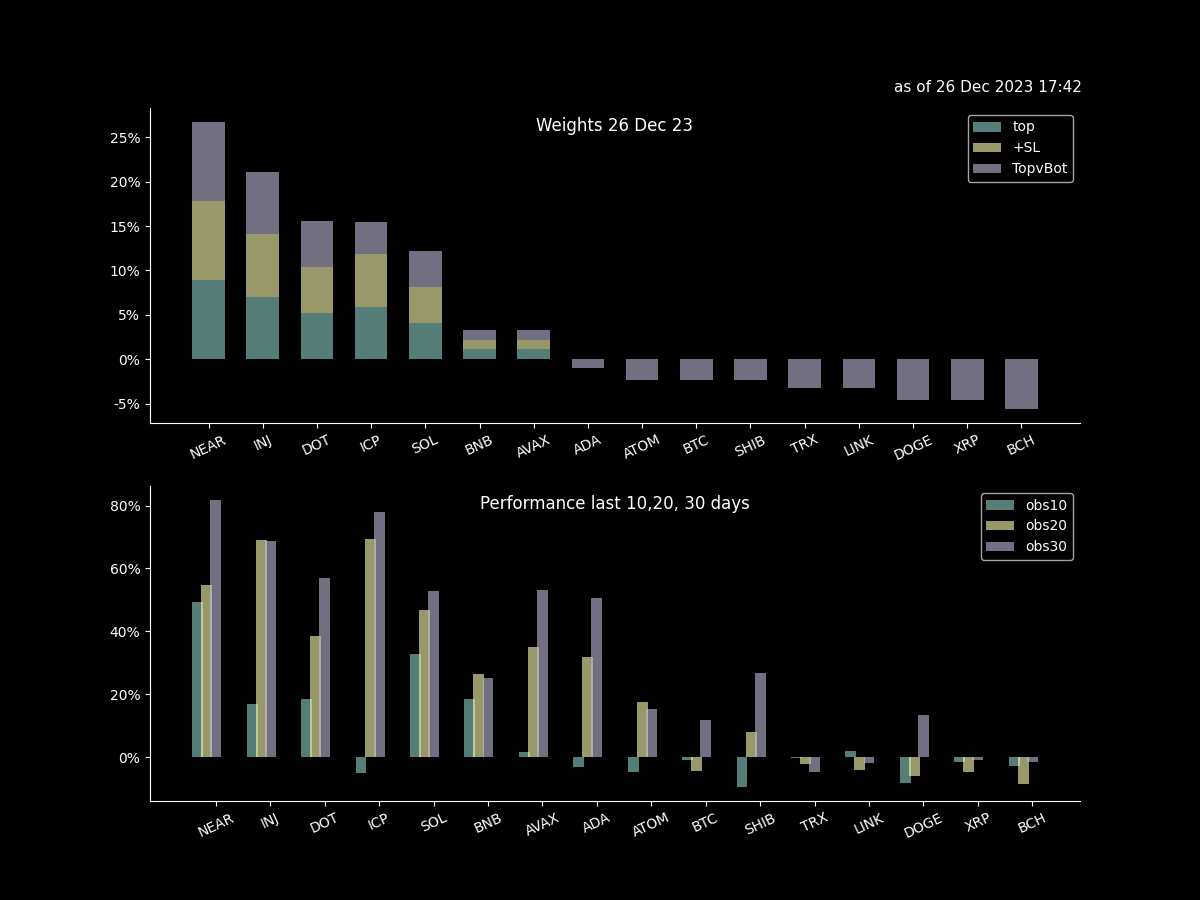 as of 26 Dec 2023 17:42
Weights 26 Dec 23
top
+SL
TopvBot
25%
20%
15%
10%
5%
0%
-5%
NEAR INJ DOT ICP SOL BNB AVAX ADA ATOM BTC SHIB TRX LINK DOGE XRP BCH
Performance last 10,20, 30 days
obs10
obs20
obs30
80%
60%
40%
20%
0%
NEAR INJ DOT ICP SOL BNB AVAX ADA ATOM BTC SHIB TRX LINK DOGE XRP BCH